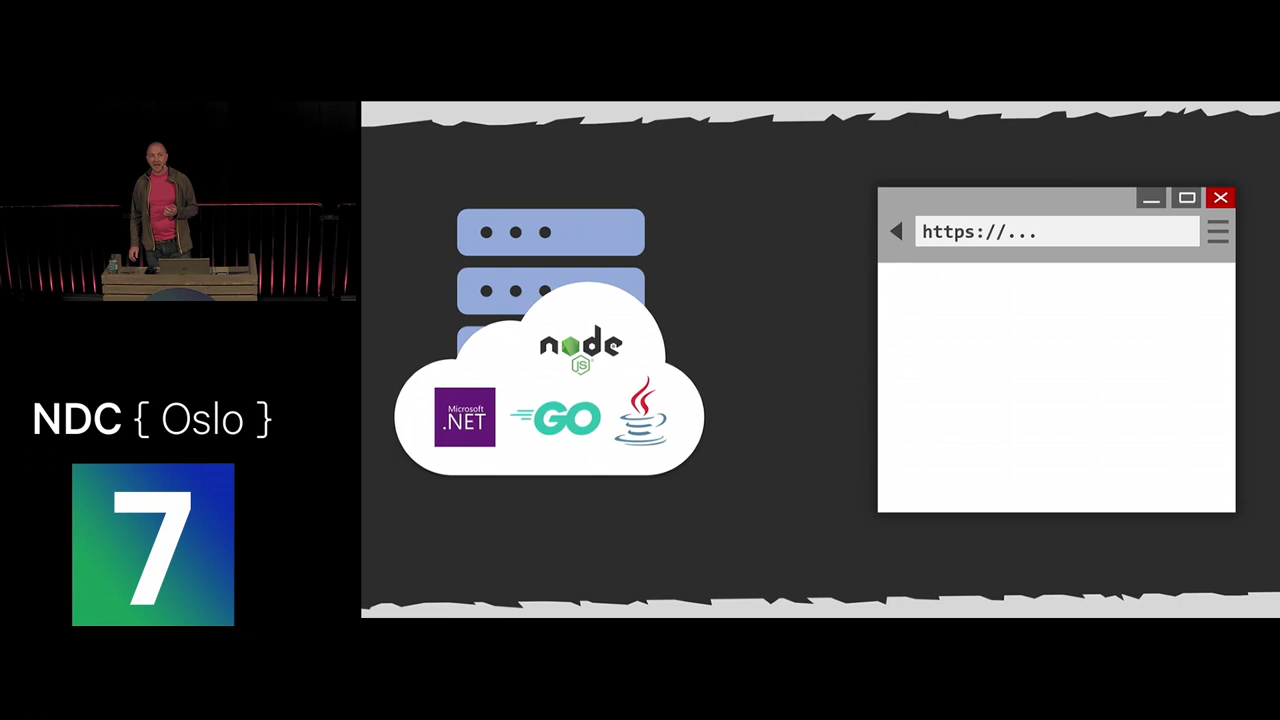 NDC { Oslo }
7
node
JS
Microsoft
.NET
GO
https://...